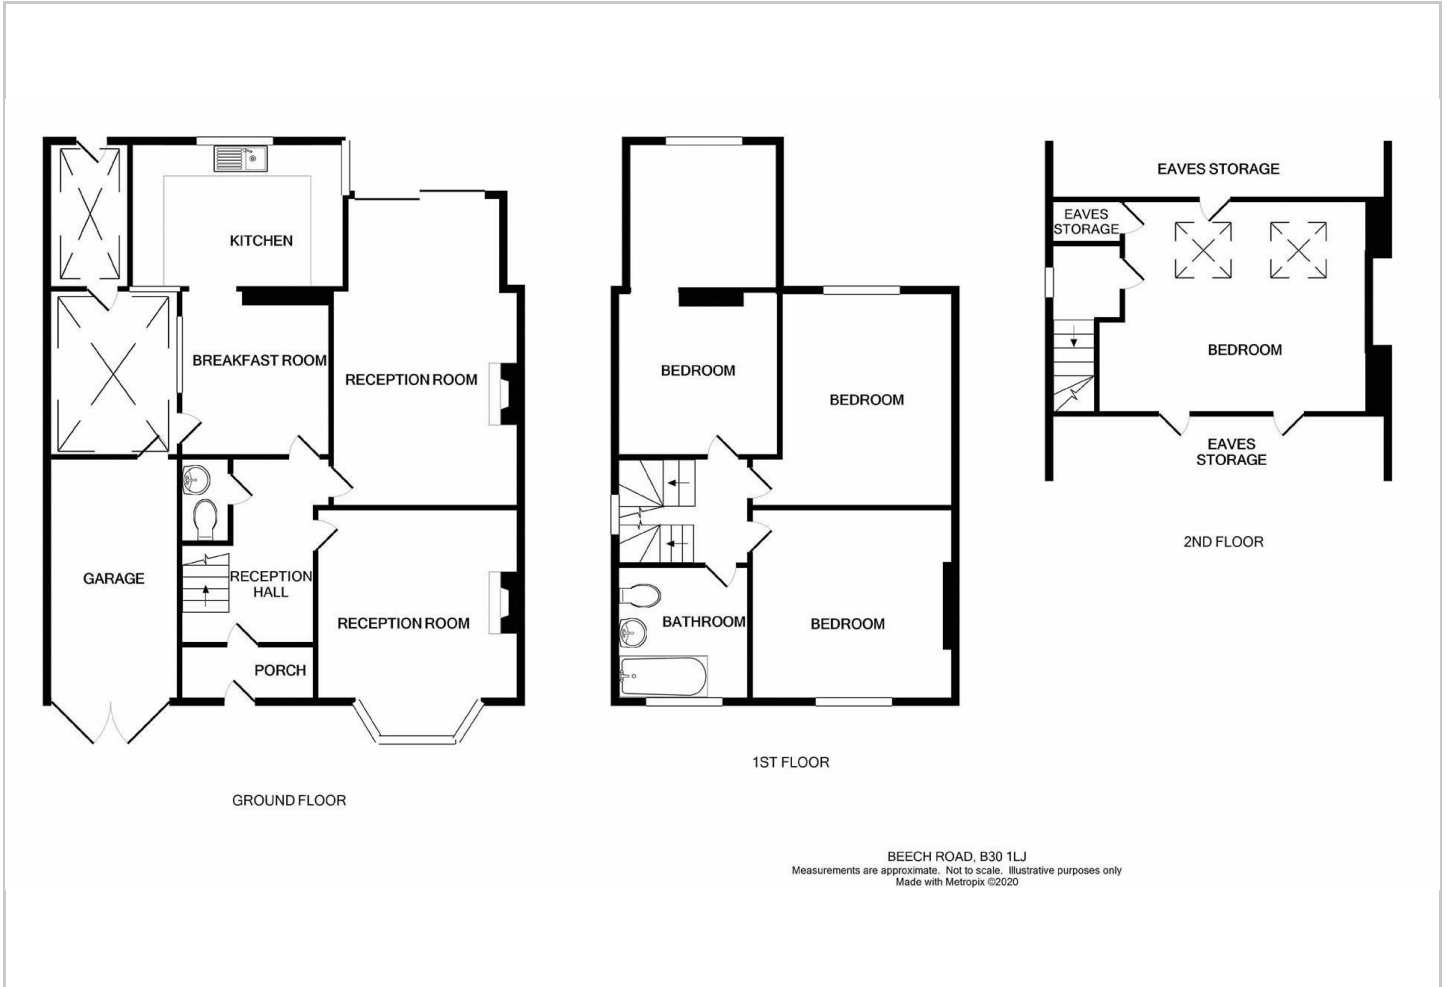 KITCHEN
BREAKFAST ROOM
RECEPTION ROOM
GARAGE
RECEPTION
HALL
RECEPTION ROOM
PORCH
GROUND FLOOR
BEDROOM
BEDROOM
BATHROOM
BEDROOM
1ST FLOOR
EAVES STORAGE
EAVES
STORAGE
BEDROOM
EAVES
STORAGE
2ND FLOOR
BEECH ROAD, B30 1LJ
Measurements are approximate. Not to scale. Illustrative purposes only
Made with Metropix ©2020